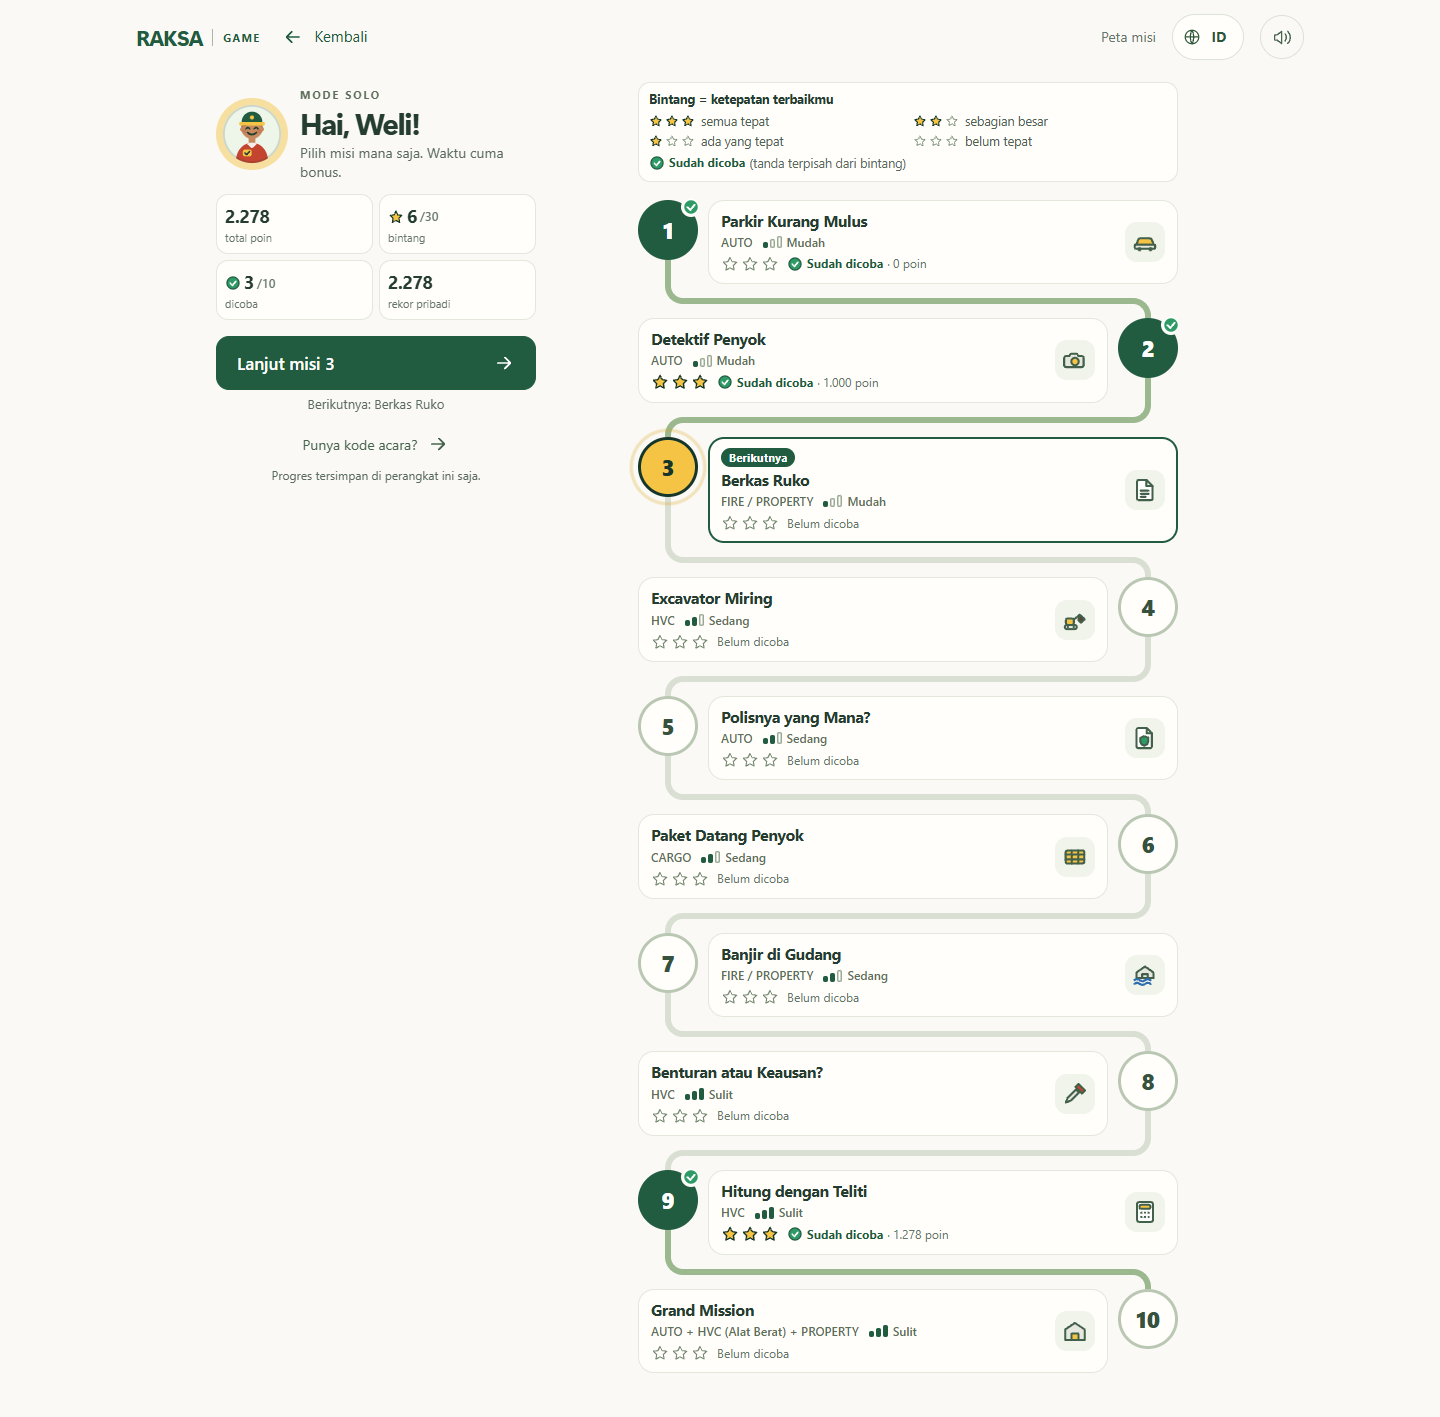 RAKSA GAME Kembali
Peta misi ID
MODE SOLO
Hai, Weli!
Pilih misi mana saja. Waktu cuma
bonus.
2.278
total poin
6 /30
bintang
3 /10
dicoba
2.278
rekor pribadi
Lanjut misi 3
Berikutnya: Berkas Ruko
Punya kode acara?
Progres tersimpan di perangkat ini saja.
Bintang = ketepatan terbaikmu
semua tepat
sebagian besar
ada yang tepat
belum tepat
Sudah dicoba (tanda terpisah dari bintang)
1
Parkir Kurang Mulus
AUTO Mudah
Sudah dicoba · 0 poin
Detektif Penyok
AUTO Mudah
Sudah dicoba · 1.000 poin
2
3
Berikutnya
Berkas Ruko
FIRE / PROPERTY Mudah
Belum dicoba
Excavator Miring
HVC Sedang
Belum dicoba
4
5
Polisnya yang Mana?
AUTO Sedang
Belum dicoba
Paket Datang Penyok
CARGO Sedang
Belum dicoba
6
7
Banjir di Gudang
FIRE / PROPERTY Sedang
Belum dicoba
Benturan atau Keausan?
HVC Sulit
Belum dicoba
8
9
Hitung dengan Teliti
HVC Sulit
Sudah dicoba · 1.278 poin
Grand Mission
AUTO + HVC (Alat Berat) + PROPERTY Sulit
Belum dicoba
10